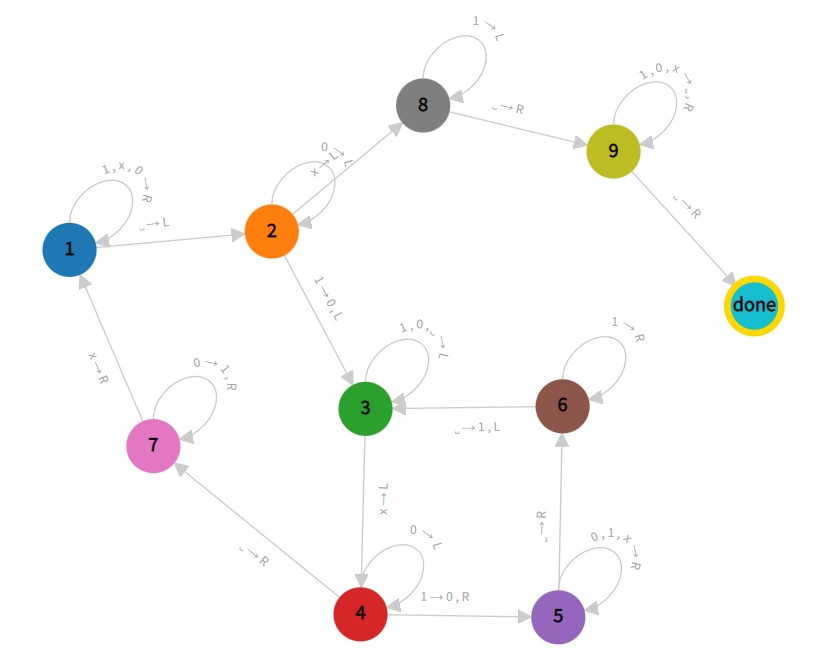 1→L
8
1,0,x→␣,R
␣→R
9
0→L
x→L
1,x,0→R
2
␣→L
1
␣→R
done
1→0,L
1,0,␣→L
1→R
x→R
0→1,R
3
6
␣→1,L
7
x→L
␣→R
0→L
␣→R
0,1,x→R
1→0,R
4
5